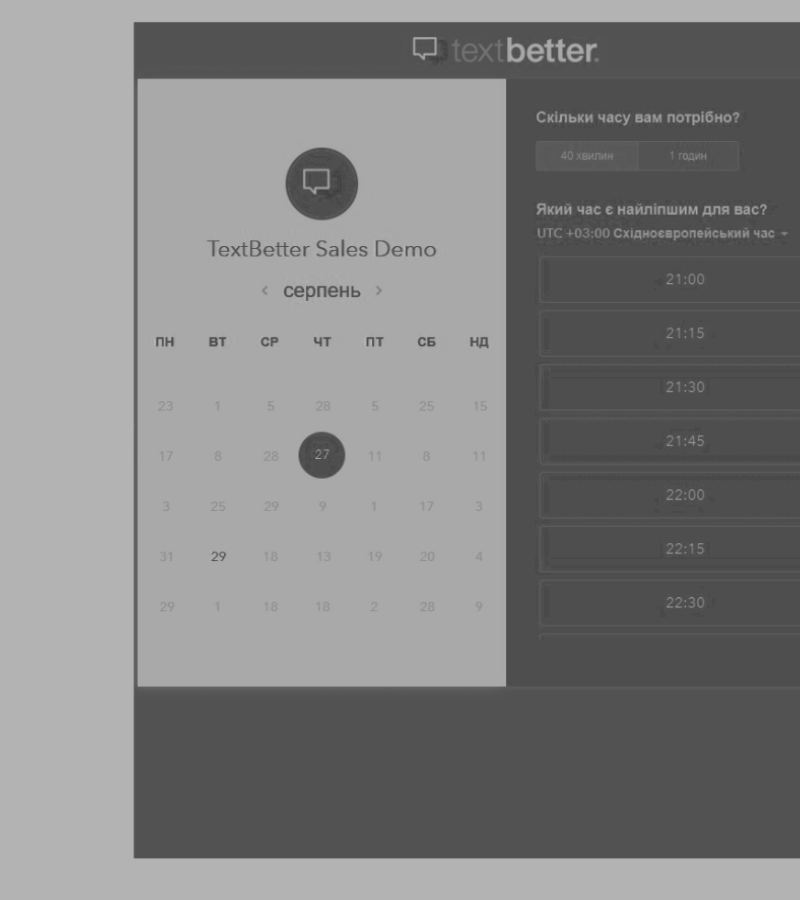 textbetter.
TextBetter Sales Demo
< серпень >
ПН ВТ СР ЧТ ПТ СБ НД
23 1 5 28 5 25 15
17 8 28 27 11 8 11
3 25 29 9 1 17 3
31 29 18 13 19 20 4
29 1 18 18 2 28 9
Скільки часу вам потрібно?
40 хвилин 1 годин
Який час є найліпшим для вас?
UTC +03:00 Східноєвропейський час
21:00
21:15
21:30
21:45
22:00
22:15
22:30